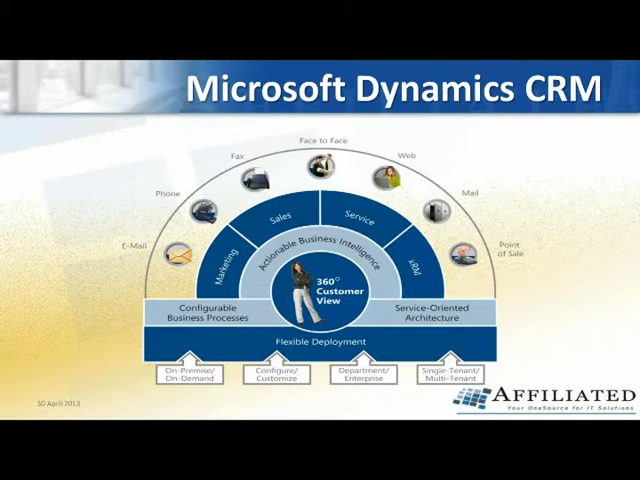 Microsoft Dynamics CRM
Face to Face
Fax
Web
Phone
Mail
E-Mail
Point
of Sale
Sales
Service
Marketing
xRM
Actionable Business Intelligence
360°
Customer
View
Configurable
Business Processes
Service-Oriented
Architecture
Flexible Deployment
On-Premise/
On-Demand
Configure/
Customize
Department/
Enterprise
Single-Tenant/
Multi-Tenant
30 April 2013
AFFILIATED
Your OneSource for IT Solutions